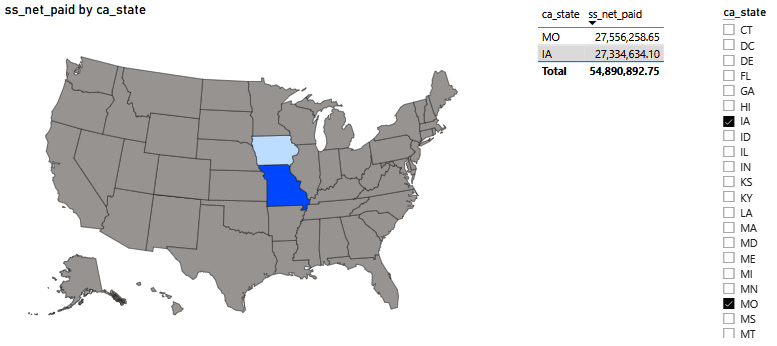 ss_net_paid by ca_state
ca_state ss_net_paid
MO 27,556,258.65
IA 27,334,634.10
Total 54,890,892.75
ca_state
CT
DC
DE
FL
GA
HI
IA
ID
IL
IN
KS
KY
LA
MA
MD
ME
MI
MN
MO
MS
MT